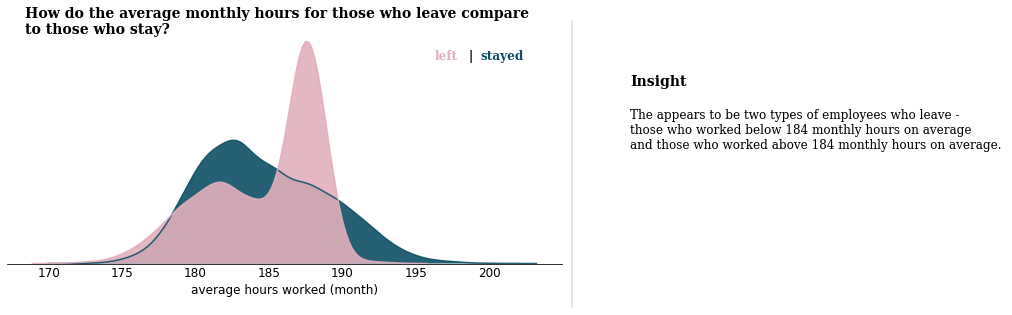 How do the average monthly hours for those who leave compare
to those who stay?
left | stayed
Insight
The appears to be two types of employees who leave -
those who worked below 184 monthly hours on average
and those who worked above 184 monthly hours on average.
170 175 180 185 190 195 200
average hours worked (month)